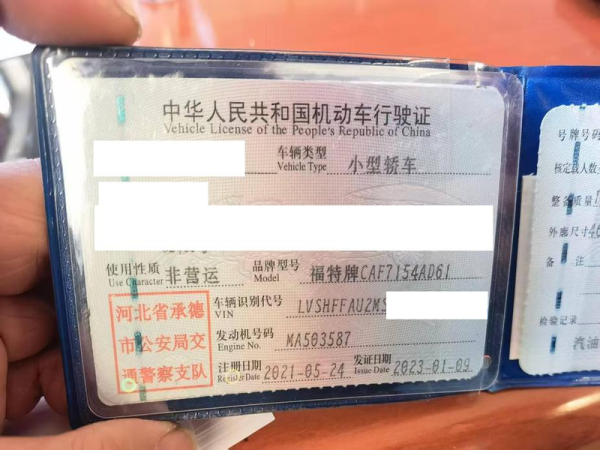 中华人民共和国机动车行驶证
Vehicle License of the People's Republic of China
车辆类型 小型轿车
Vehicle Type
使用性质 非营运 品牌型号 福特牌CAF7154AD61
Use Character Model
车辆识别代号 LVSHFFAU2MS
VIN
发动机号码 MA503587
Engine No.
注册日期 2021-05-24 发证日期 2023-01-09
Register Date Issue Date
河北省承德
市公安局交
通警察支队
号牌号码
核定载人数
整备质量
外廓尺寸 46
备 注
检验记录
汽油